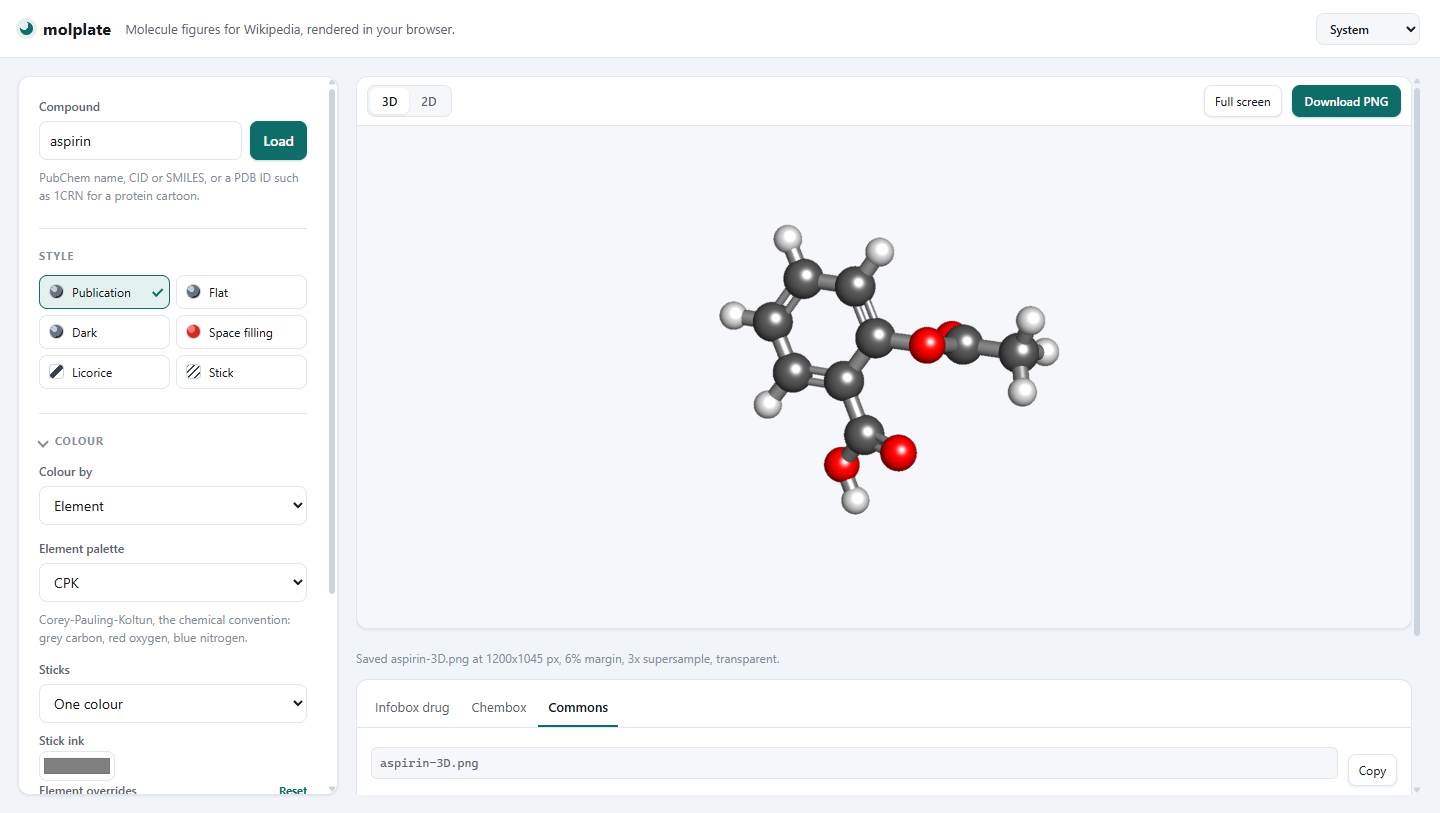 molplate
Molecule figures for Wikipedia, rendered in your browser.
System
Compound
aspirin
Load
PubChem name, CID or SMILES, or a PDB ID such
as 1CRN for a protein cartoon.
STYLE
Publication
Flat
Dark
Space filling
Licorice
Stick
COLOUR
Colour by
Element
Element palette
CPK
Corey-Pauling-Koltun, the chemical convention:
grey carbon, red oxygen, blue nitrogen.
Sticks
One colour
Stick ink
Element overrides
Reset
3D
2D
Full screen
Download PNG
Saved aspirin-3D.png at 1200x1045 px, 6% margin, 3x supersample, transparent.
Infobox drug
Chembox
Commons
aspirin-3D.png
Copy